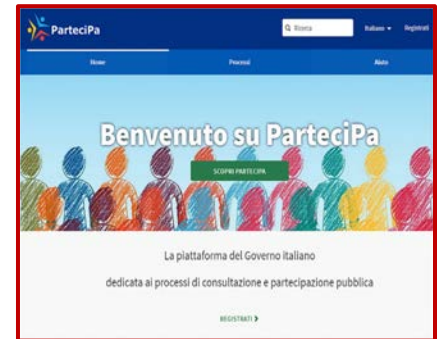 ParteciPa
Ricerca
Italiano
Registrati
Home
Processi
Aiuto
Benvenuto su ParteciPa
SCOPRI PARTECIPA
La piattaforma del Governo italiano
dedicata ai processi di consultazione e partecipazione pubblica
REGISTRATI